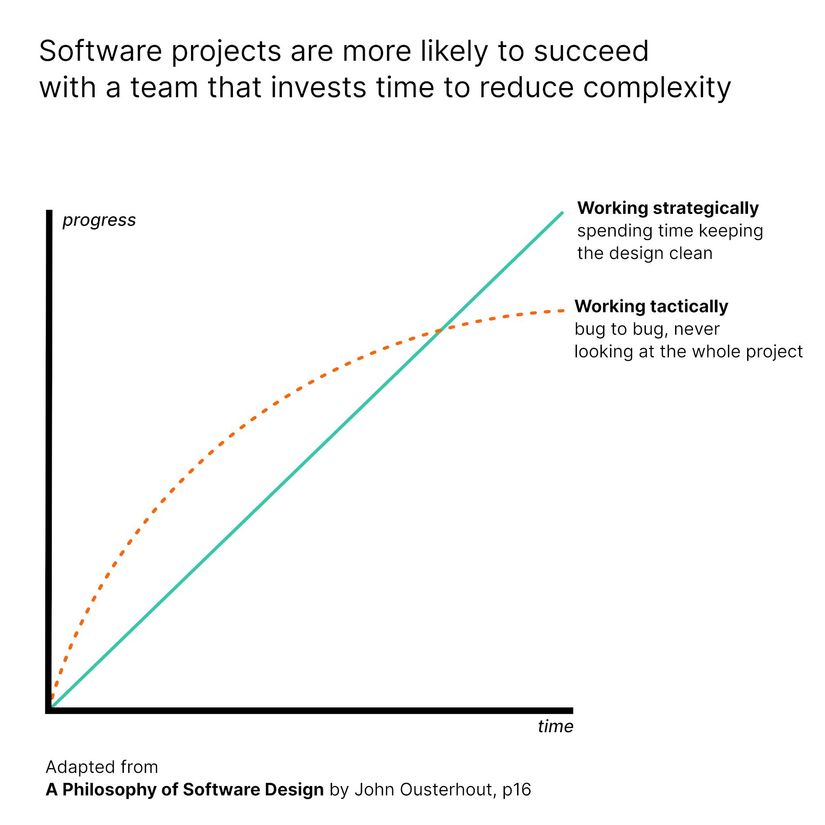 Software projects are more likely to succeed
with a team that invests time to reduce complexity
progress
Working strategically
spending time keeping
the design clean
Working tactically
bug to bug, never
looking at the whole project
time
Adapted from
A Philosophy of Software Design by John Ousterhout, p16